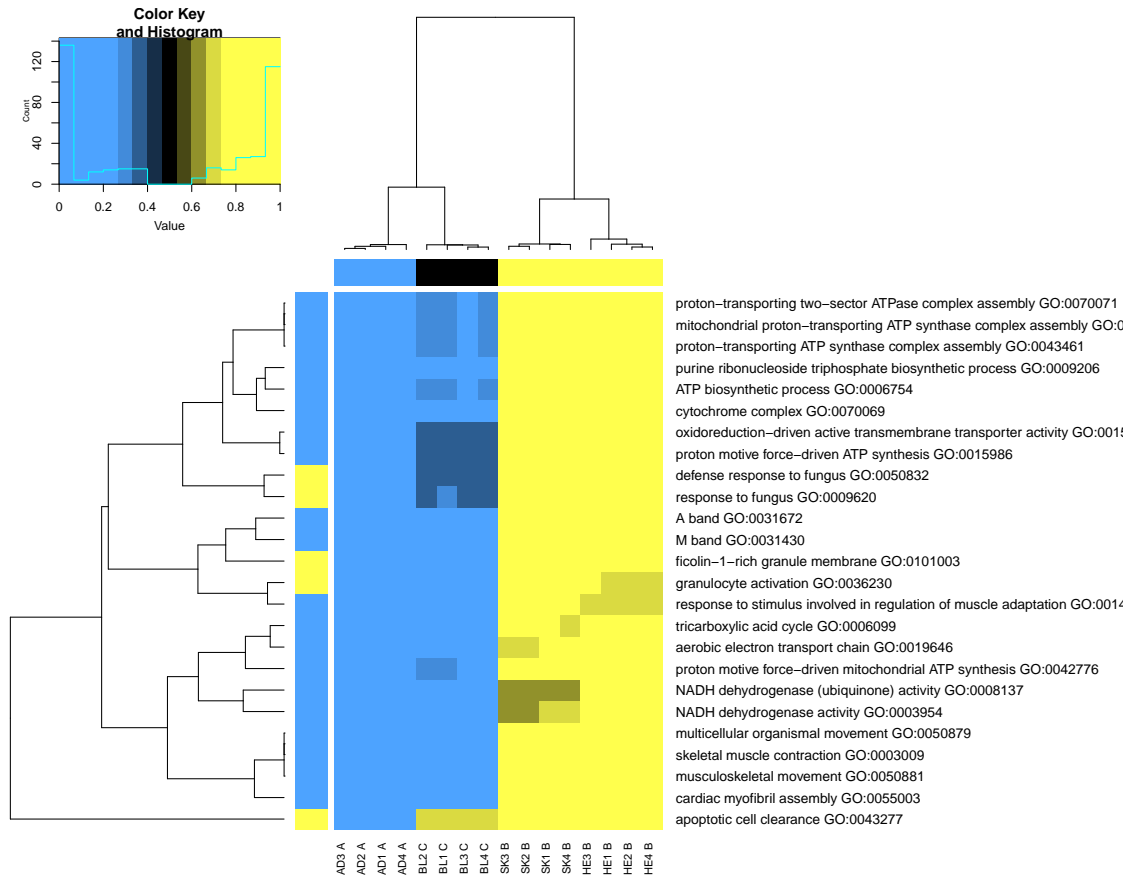 Color Key
and Histogram
Count
0 40 80 120
0 0.2 0.4 0.6 0.8 1
Value
proton−transporting two−sector ATPase complex assembly GO:0070071
mitochondrial proton−transporting ATP synthase complex assembly GO:0
proton−transporting ATP synthase complex assembly GO:0043461
purine ribonucleoside triphosphate biosynthetic process GO:0009206
ATP biosynthetic process GO:0006754
cytochrome complex GO:0070069
oxidoreduction−driven active transmembrane transporter activity GO:0015
proton motive force−driven ATP synthesis GO:0015986
defense response to fungus GO:0050832
response to fungus GO:0009620
A band GO:0031672
M band GO:0031430
ficolin−1−rich granule membrane GO:0101003
granulocyte activation GO:0036230
response to stimulus involved in regulation of muscle adaptation GO:0014
tricarboxylic acid cycle GO:0006099
aerobic electron transport chain GO:0019646
proton motive force−driven mitochondrial ATP synthesis GO:0042776
NADH dehydrogenase (ubiquinone) activity GO:0008137
NADH dehydrogenase activity GO:0003954
multicellular organismal movement GO:0050879
skeletal muscle contraction GO:0003009
musculoskeletal movement GO:0050881
cardiac myofibril assembly GO:0055003
apoptotic cell clearance GO:0043277
AD3 A
AD2 A
AD1 A
AD4 A
BL2 C
BL1 C
BL3 C
BL4 C
SK3 B
SK2 B
SK1 B
SK4 B
HE3 B
HE1 B
HE2 B
HE4 B